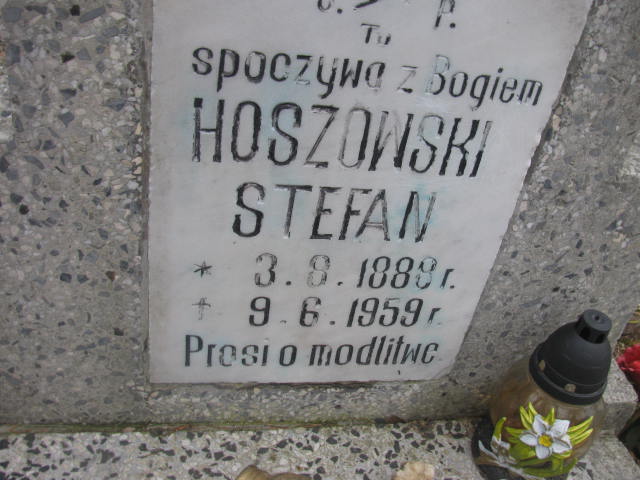 Ś. P.
Tu
spoczywa z Bogiem
HOSZOWSKI
STEFAN
* 3. 8. 1888 r.
† 9. 6. 1959 r.
Prosi o modlitwę